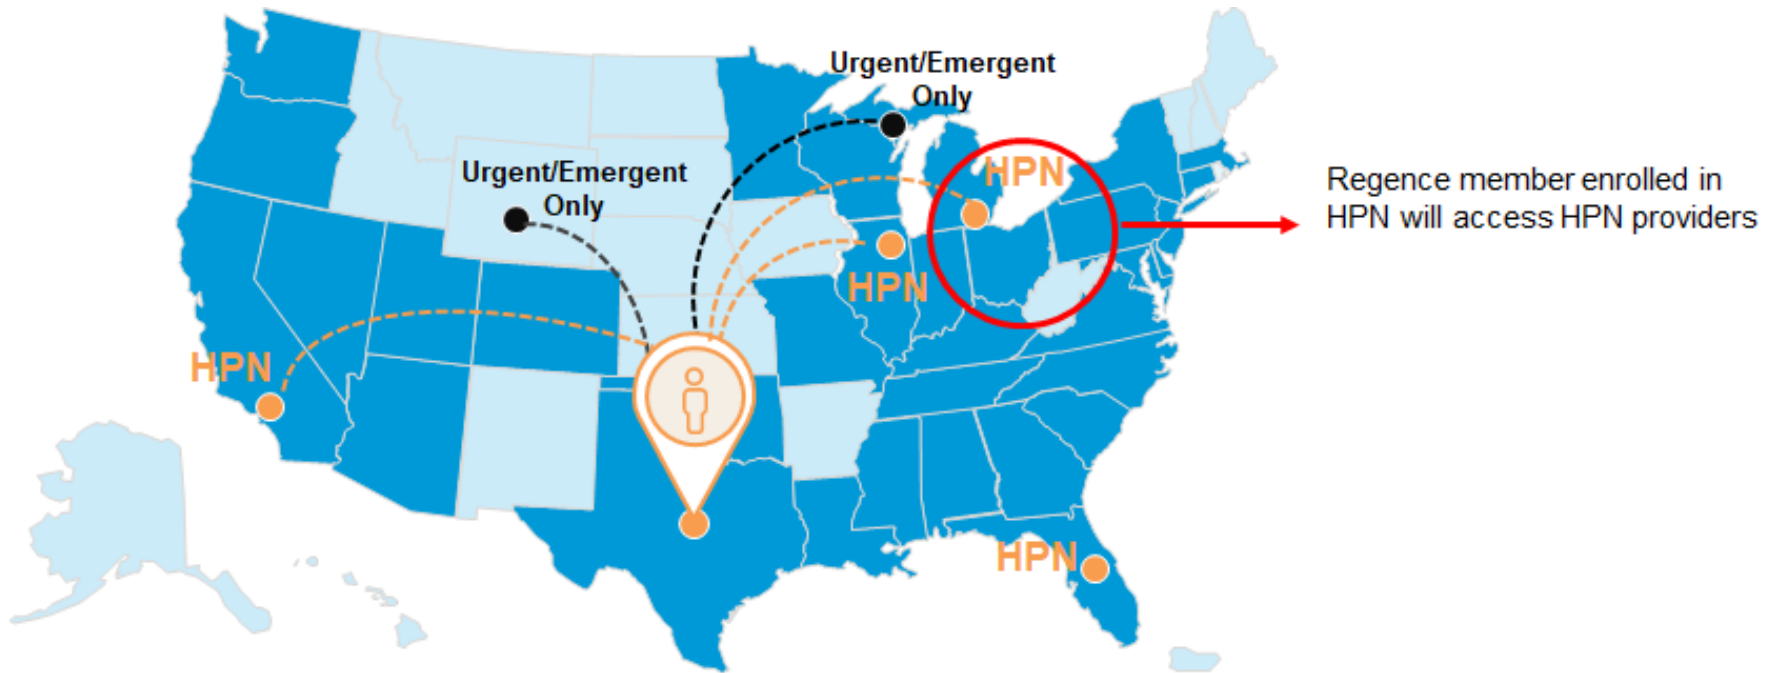 Urgent/Emergent
Only
Urgent/Emergent
Only
HPN
Regence member enrolled in
HPN will access HPN providers
HPN
HPN
HPN